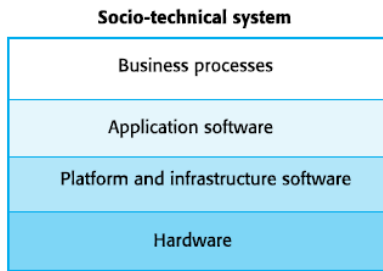 Socio-technical system
Business processes
Application software
Platform and infrastructure software
Hardware